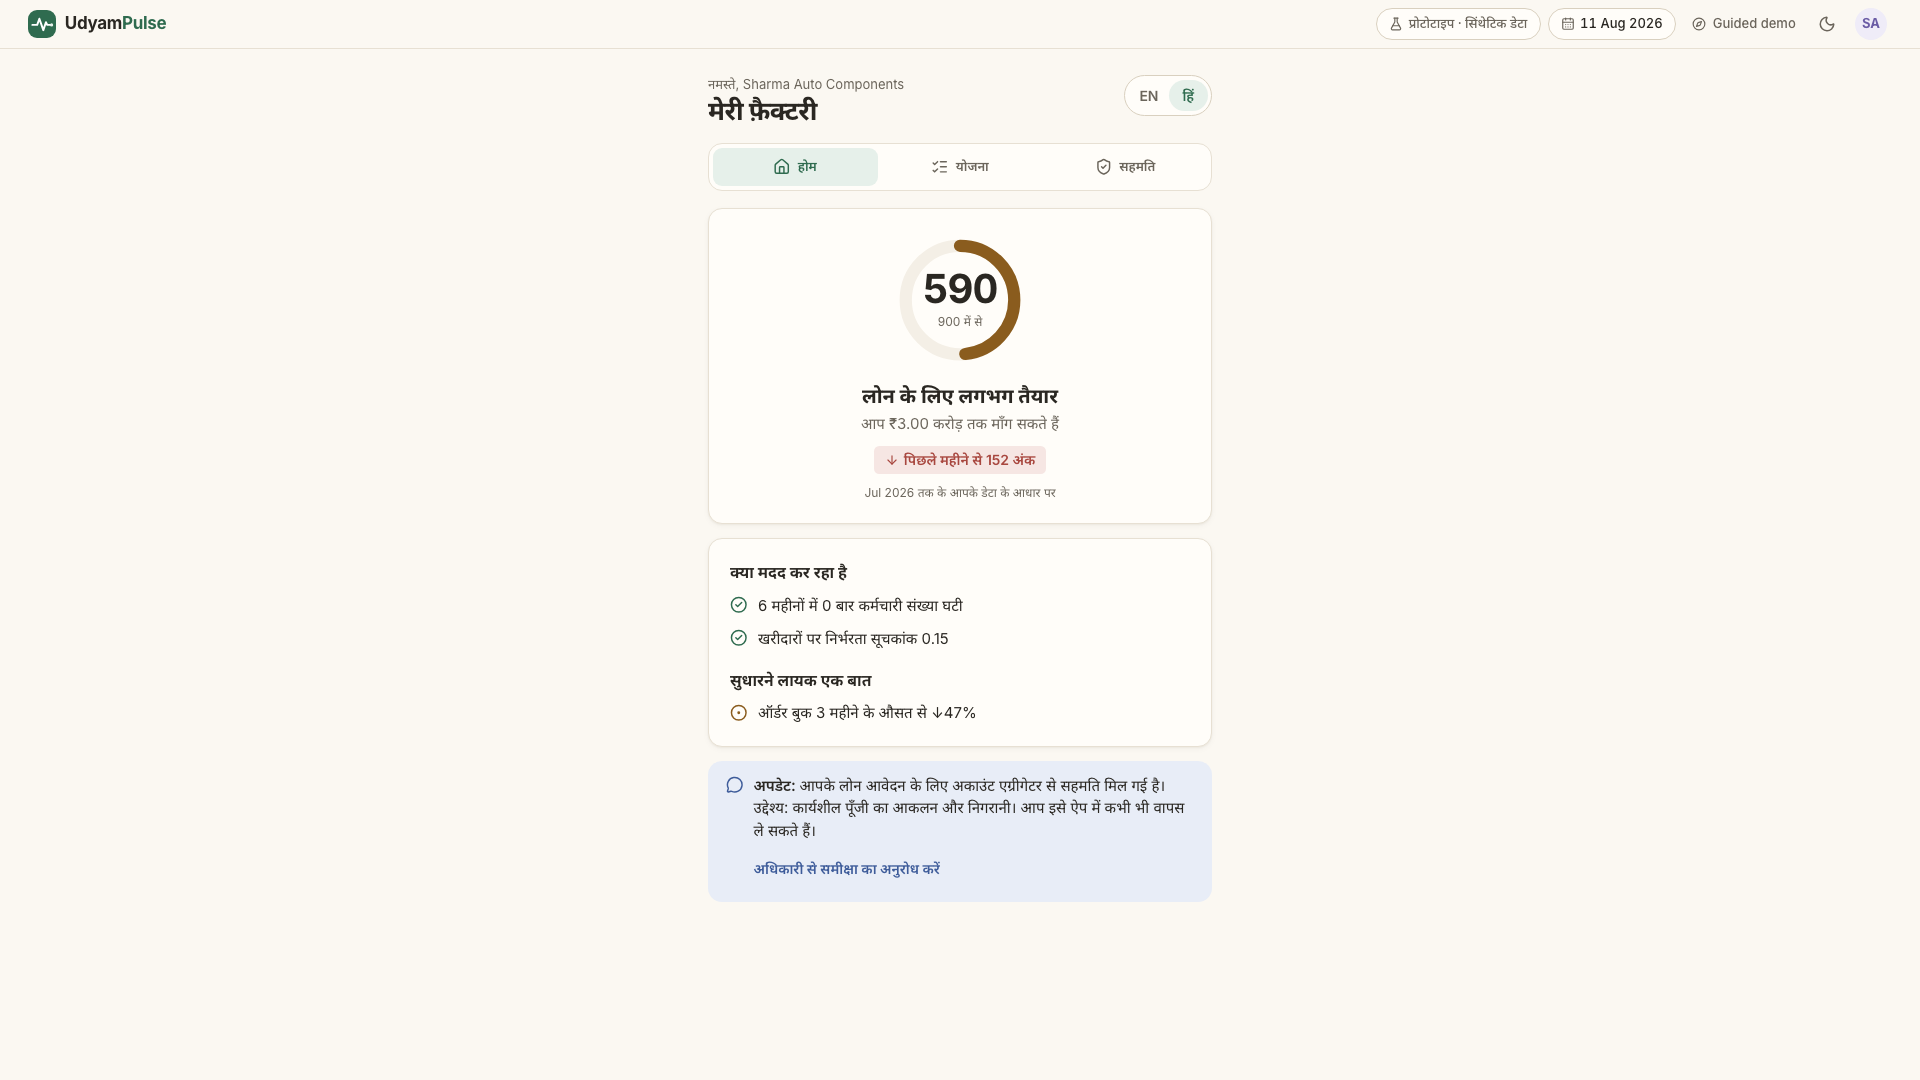 UdyamPulse
प्रोटोटाइप · सिंथेटिक डेटा
11 Aug 2026
Guided demo
SA
नमस्ते, Sharma Auto Components
मेरी फ़ैक्टरी
EN
हिं
होम
योजना
सहमति
590
900 में से
लोन के लिए लगभग तैयार
आप ₹3.00 करोड़ तक माँग सकते हैं
↓ पिछले महीने से 152 अंक
Jul 2026 तक के आपके डेटा के आधार पर
क्या मदद कर रहा है
6 महीनों में 0 बार कर्मचारी संख्या घटी
खरीदारों पर निर्भरता सूचकांक 0.15
सुधारने लायक एक बात
ऑर्डर बुक 3 महीने के औसत से ↓47%
अपडेट: आपके लोन आवेदन के लिए अकाउंट एग्रीगेटर से सहमति मिल गई है।
उद्देश्य: कार्यशील पूँजी का आकलन और निगरानी। आप इसे ऐप में कभी भी वापस
ले सकते हैं।
अधिकारी से समीक्षा का अनुरोध करें